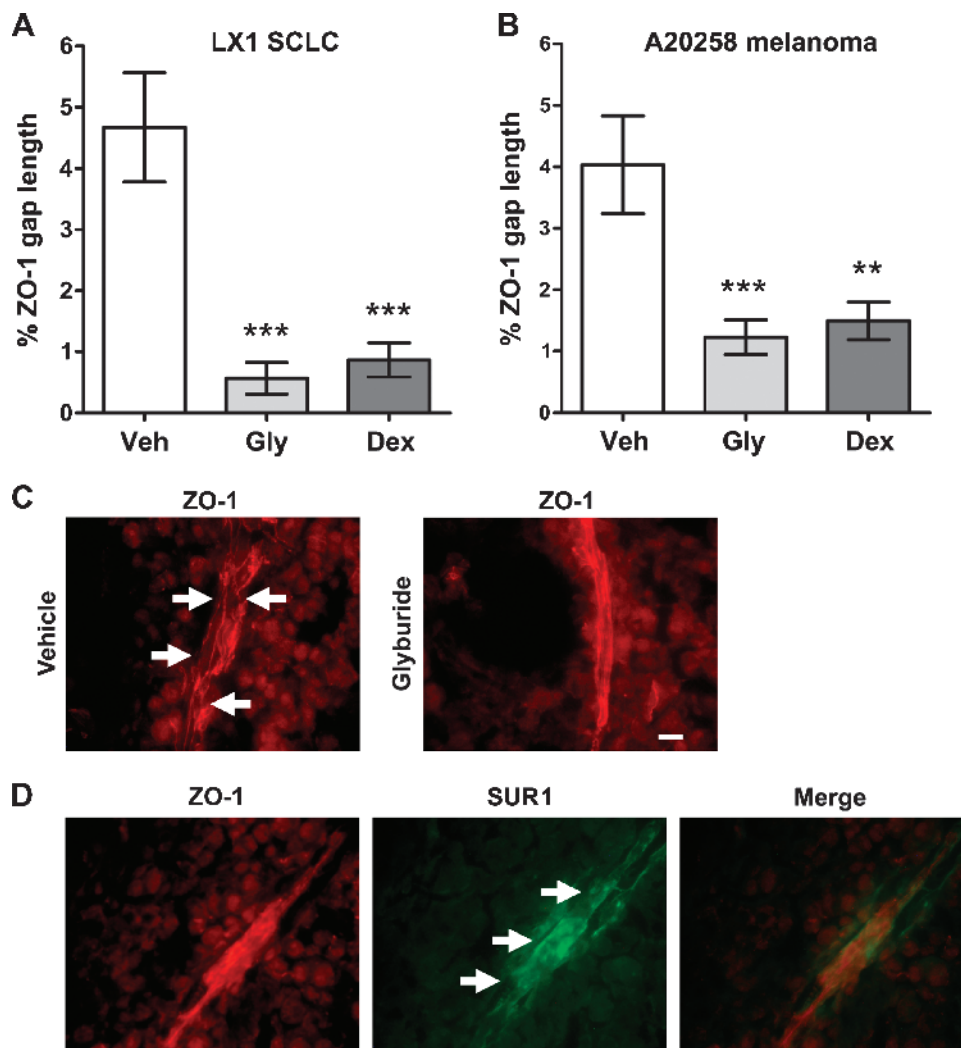 A
LX1 SCLC
% ZO-1 gap length
6
5
4
3
2
1
0
***
***
Veh
Gly
Dex
B
A20258 melanoma
% ZO-1 gap length
6
5
4
3
2
1
0
***
**
Veh
Gly
Dex
C
ZO-1
ZO-1
Vehicle
Glyburide
D
ZO-1
SUR1
Merge